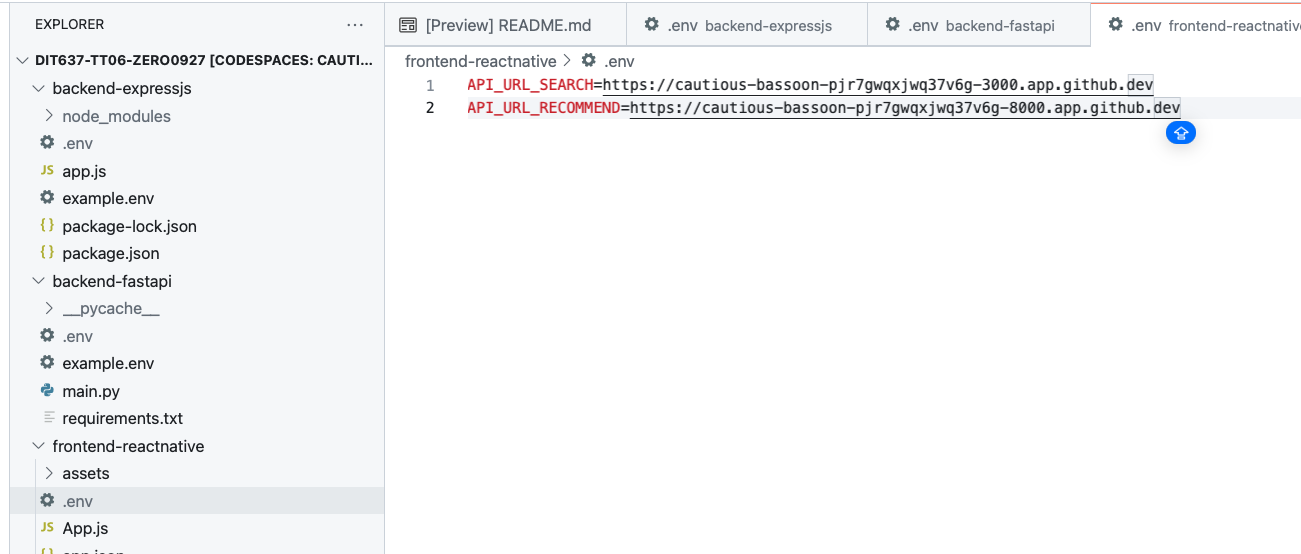 EXPLORER
[Preview] README.md
.env backend-expressjs
.env backend-fastapi
.env frontend-reactnative
DIT637-TT06-ZERO0927 [CODESPACES: CAUTI...
backend-expressjs
node_modules
.env
JS app.js
example.env
{} package-lock.json
{} package.json
backend-fastapi
__pycache__
.env
example.env
main.py
requirements.txt
frontend-reactnative
assets
.env
JS App.js
{} app.json
frontend-reactnative > .env
1 API_URL_SEARCH=https://cautious-bassoon-pjr7gwqxjwq37v6g-3000.app.github.dev
2 API_URL_RECOMMEND=https://cautious-bassoon-pjr7gwqxjwq37v6g-8000.app.github.dev